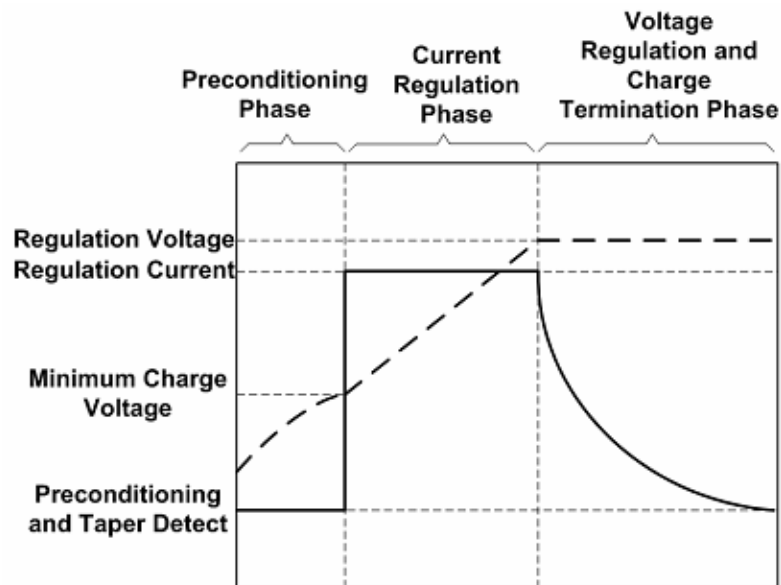 Preconditioning
Phase
Current
Regulation
Phase
Voltage
Regulation and
Charge
Termination Phase
Regulation Voltage
Regulation Current
Minimum Charge
Voltage
Preconditioning
and Taper Detect